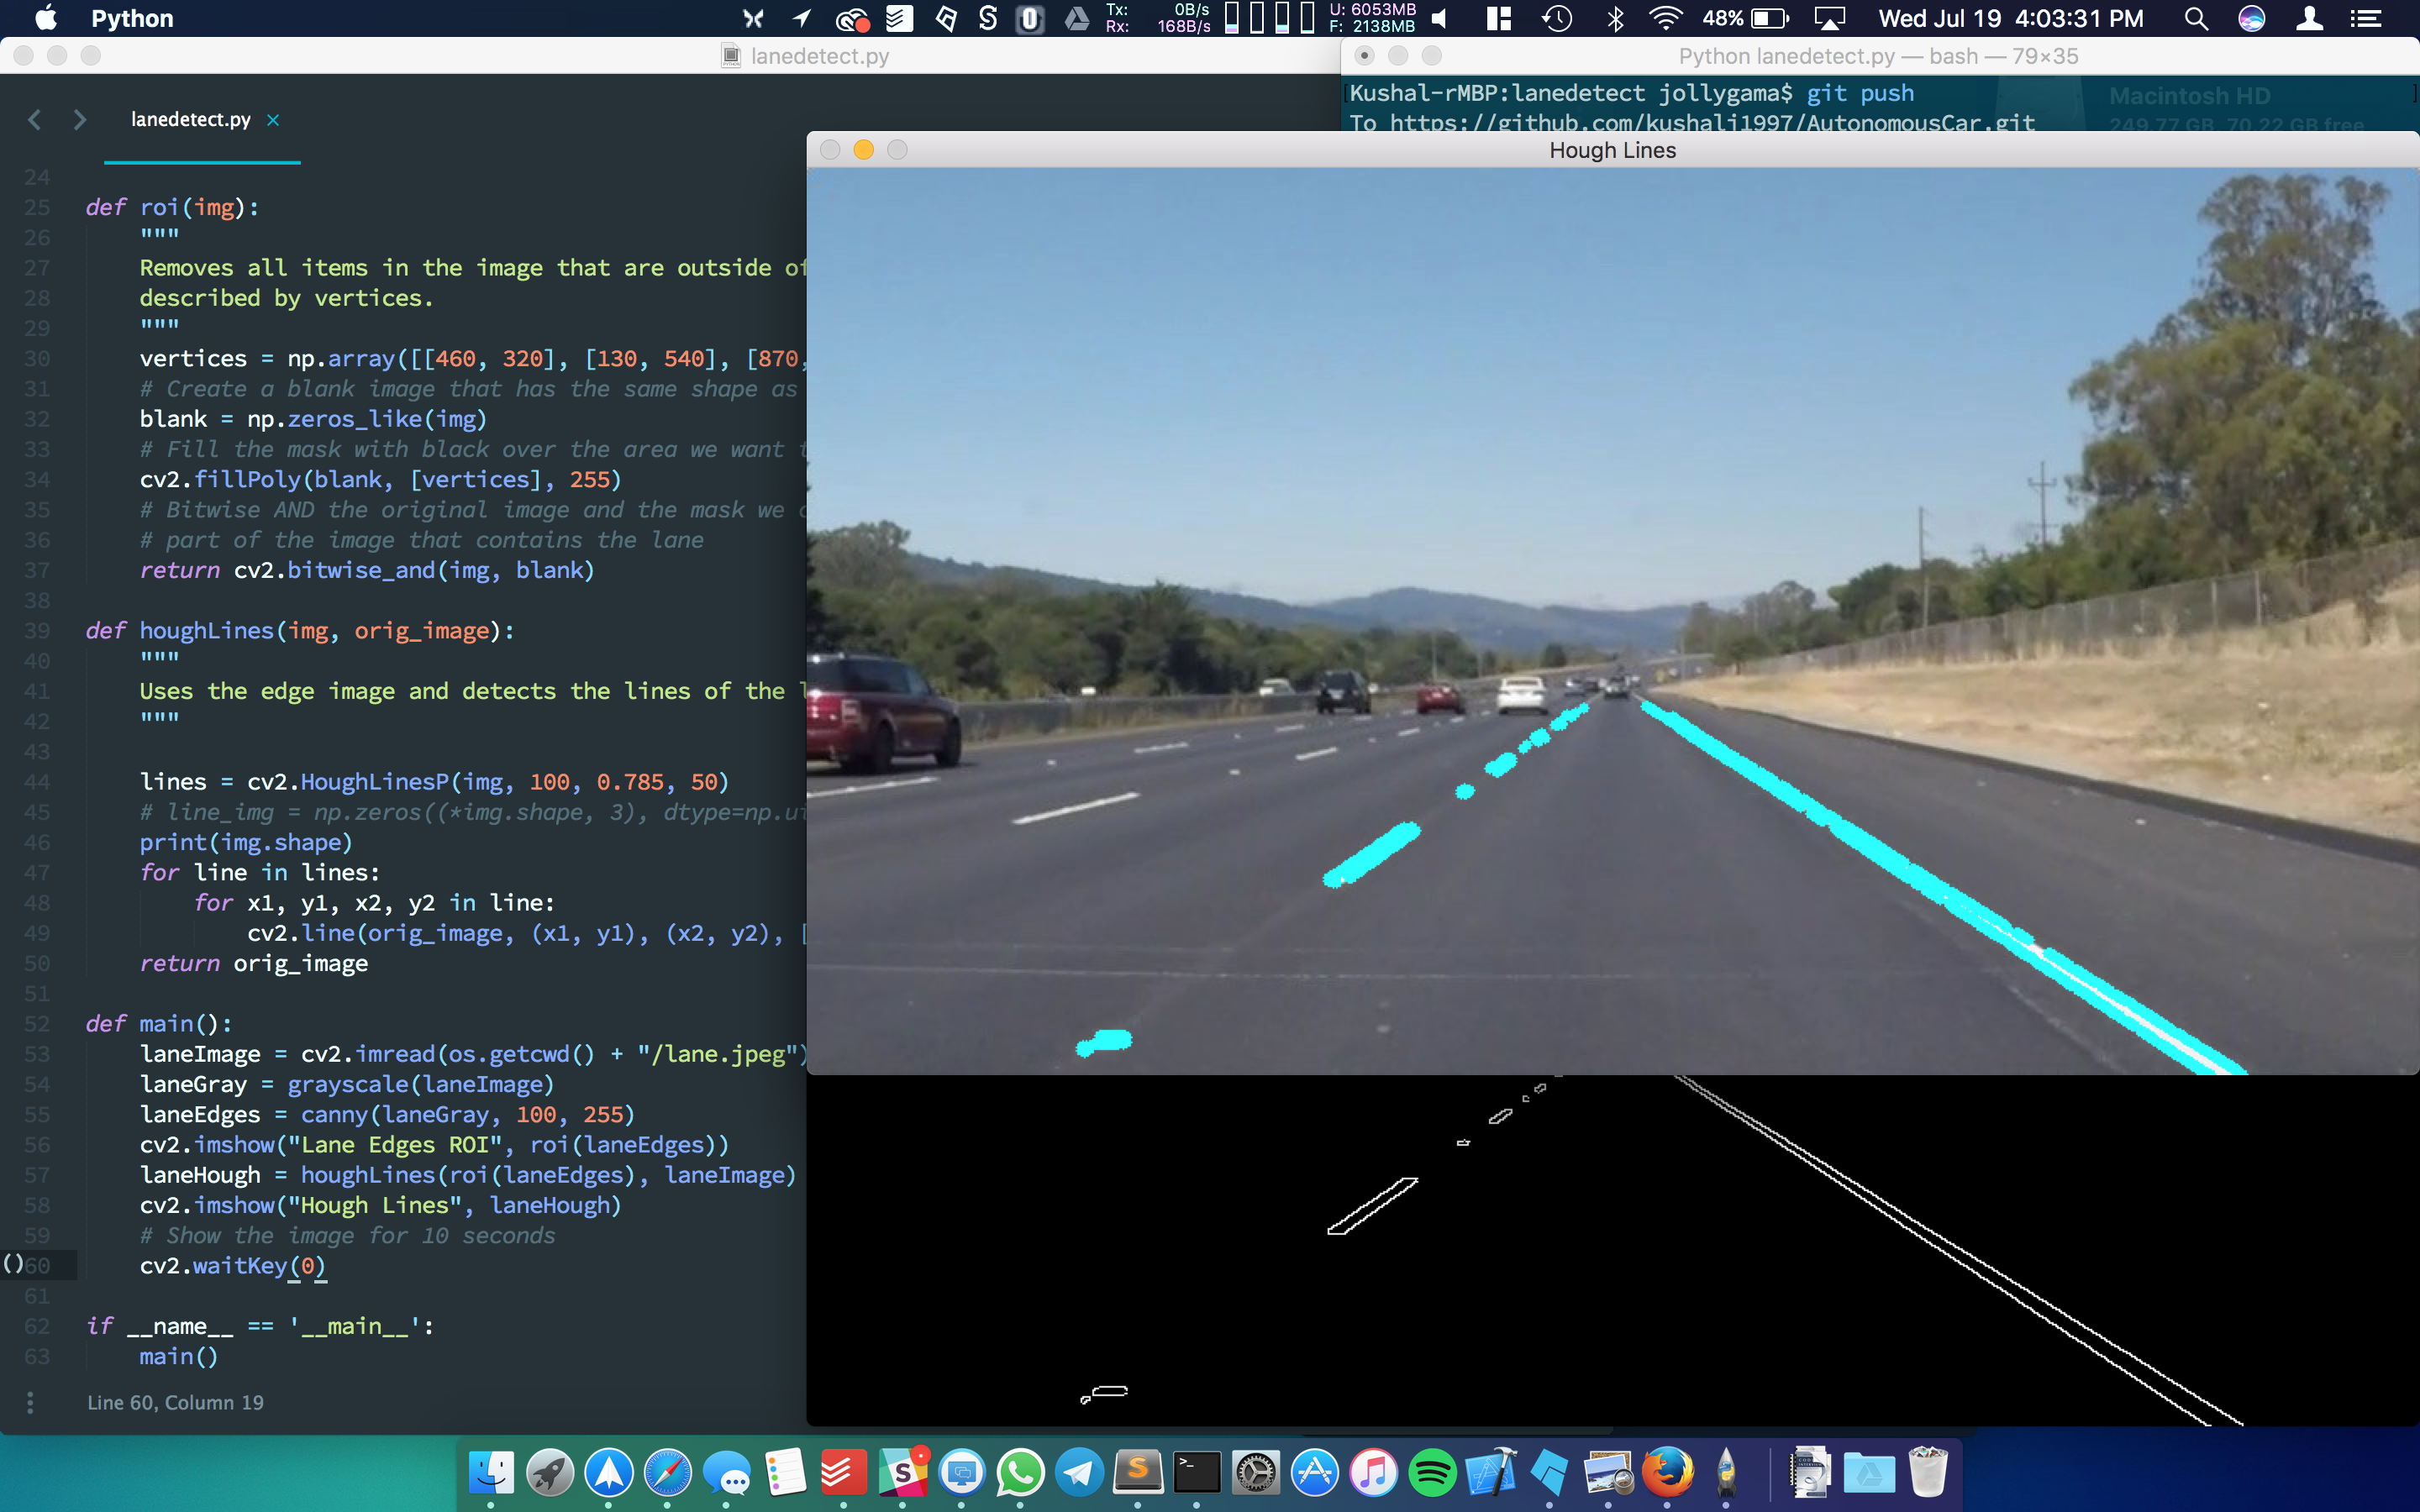 Python
Tx: 0B/s
Rx: 168B/s
U: 6053MB
F: 2138MB
48%
Wed Jul 19 4:03:31 PM
lanedetect.py
Python lanedetect.py — bash — 79×35
lanedetect.py ×
Kushal-rMBP:lanedetect jollygama$ git push
To https://github.com/kushalj1997/AutonomousCar.git
Macintosh HD
249.77 GB, 70.22 GB free
Hough Lines
24
25 def roi(img):
26 """
27 Removes all items in the image that are outside of
28 described by vertices.
29 """
30 vertices = np.array([[460, 320], [130, 540], [870,
31 # Create a blank image that has the same shape as
32 blank = np.zeros_like(img)
33 # Fill the mask with black over the area we want
34 cv2.fillPoly(blank, [vertices], 255)
35 # Bitwise AND the original image and the mask we
36 # part of the image that contains the lane
37 return cv2.bitwise_and(img, blank)
38
39 def houghLines(img, orig_image):
40 """
41 Uses the edge image and detects the lines of the
42 """
43
44 lines = cv2.HoughLinesP(img, 100, 0.785, 50)
45 # line_img = np.zeros((*img.shape, 3), dtype=np.ui
46 print(img.shape)
47 for line in lines:
48 for x1, y1, x2, y2 in line:
49 cv2.line(orig_image, (x1, y1), (x2, y2), [
50 return orig_image
51
52 def main():
53 laneImage = cv2.imread(os.getcwd() + "/lane.jpeg")
54 laneGray = grayscale(laneImage)
55 laneEdges = canny(laneGray, 100, 255)
56 cv2.imshow("Lane Edges ROI", roi(laneEdges))
57 laneHough = houghLines(roi(laneEdges), laneImage)
58 cv2.imshow("Hough Lines", laneHough)
59 # Show the image for 10 seconds
()60 cv2.waitKey(0)
61
62 if __name__ == '__main__':
63 main()
Line 60, Column 19